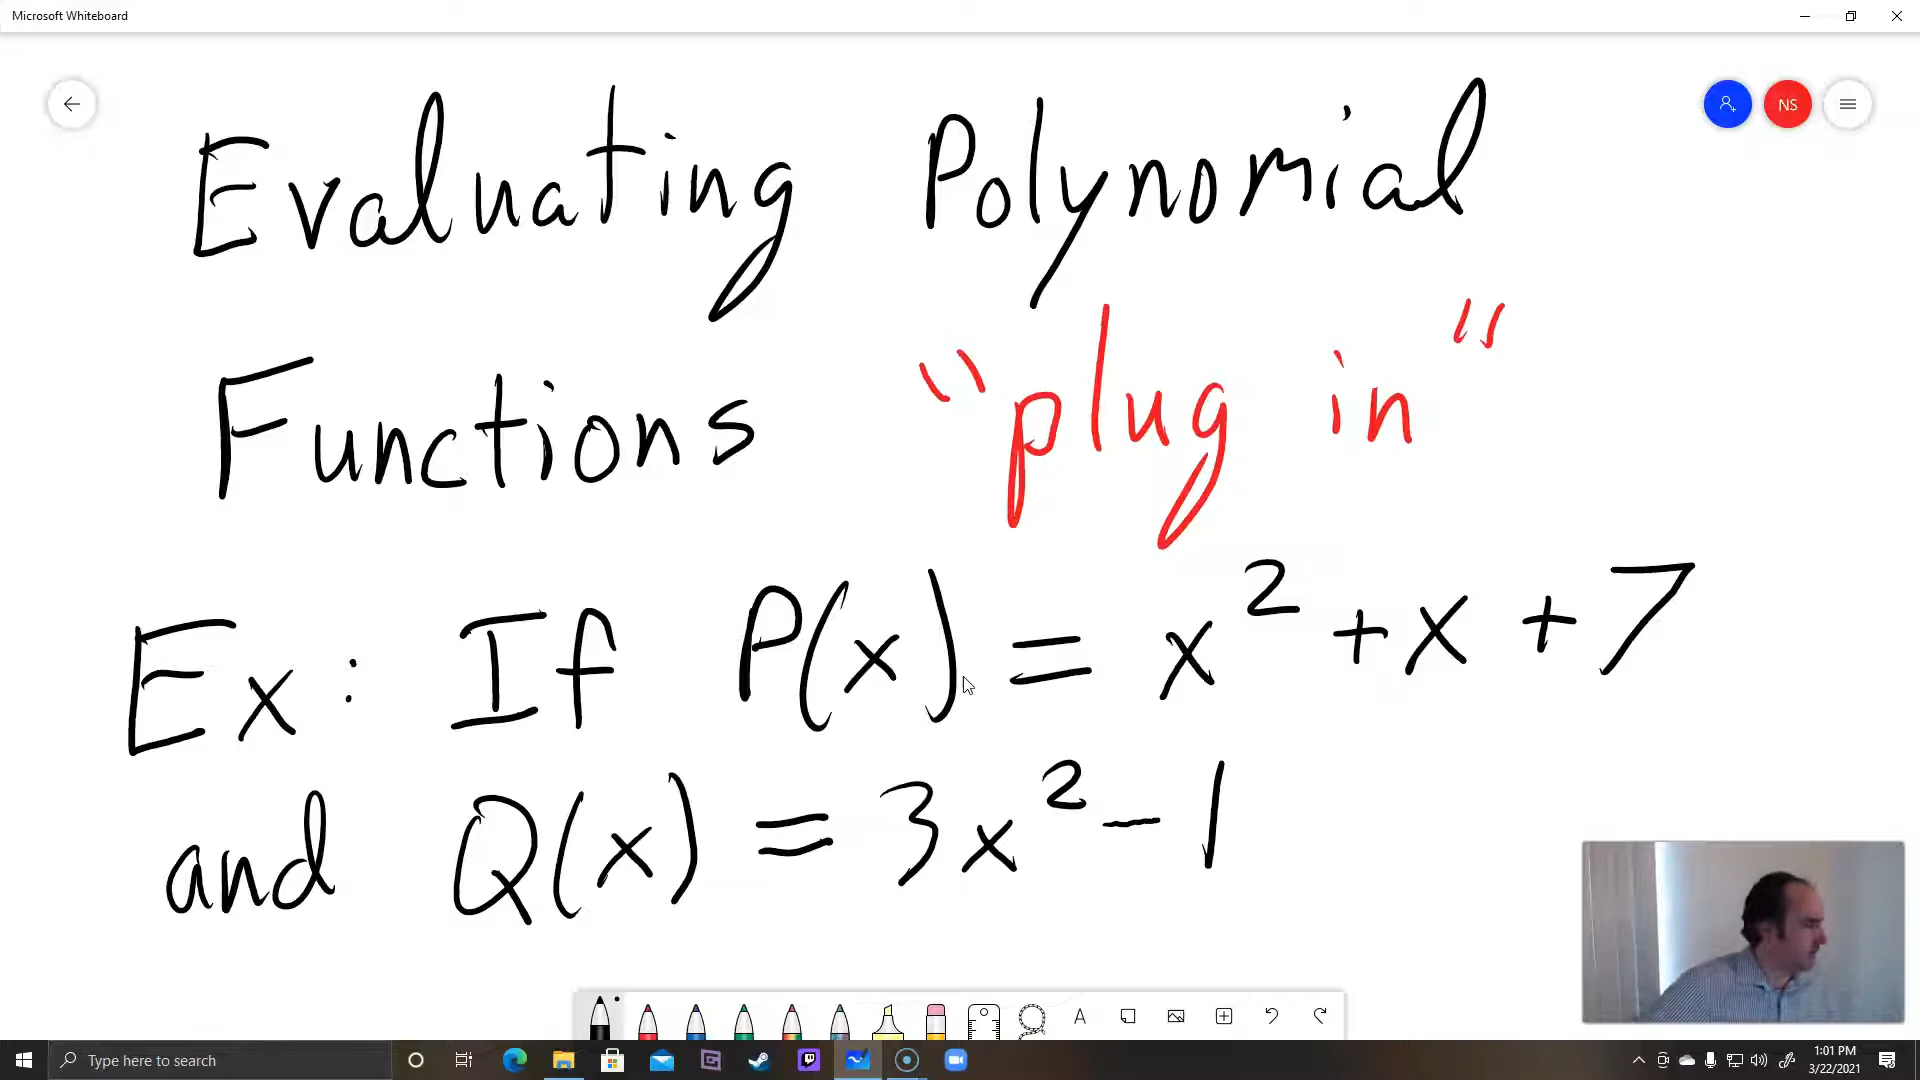 Microsoft Whiteboard
NS
Evaluating Polynomial
Functions "plug in"
Ex: If P(x) = x² + x + 7
and Q(x) = 3x² - 1
A
Type here to search
1:01 PM
3/22/2021